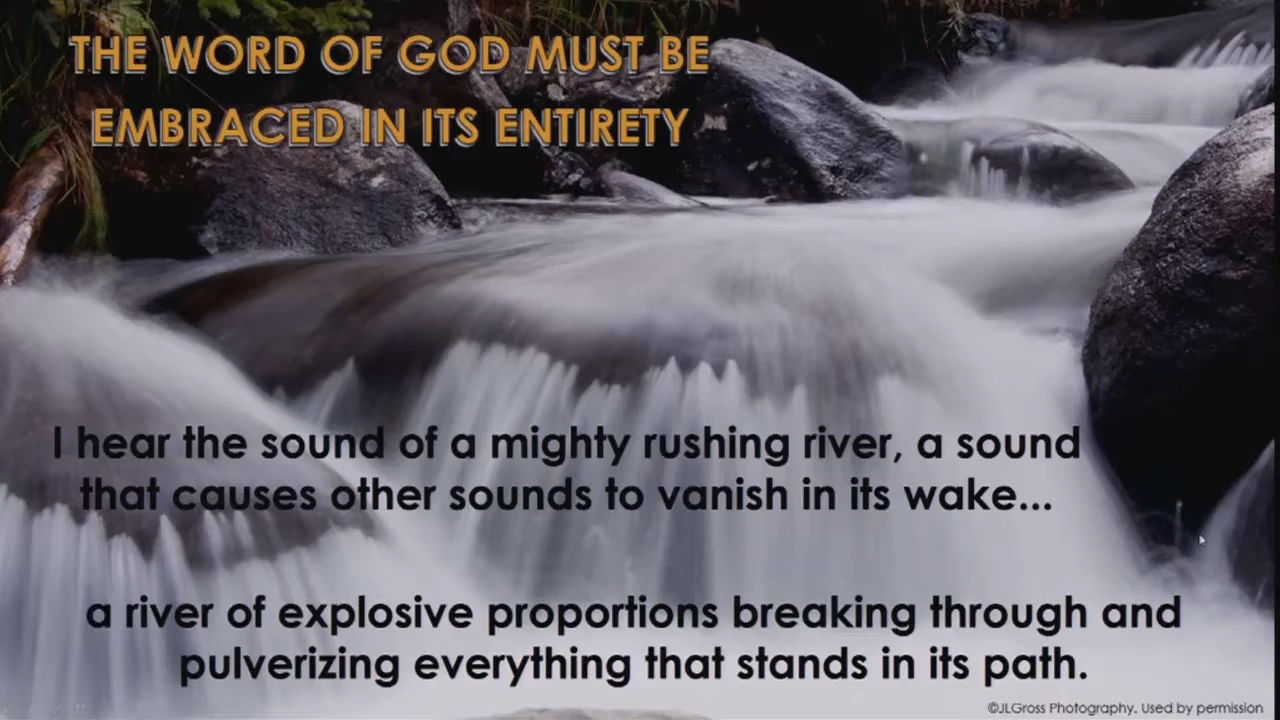 THE WORD OF GOD MUST BE
EMBRACED IN ITS ENTIRETY
I hear the sound of a mighty rushing river, a sound
that causes other sounds to vanish in its wake...
a river of explosive proportions breaking through and
pulverizing everything that stands in its path.
©JLGross Photography. Used by permission